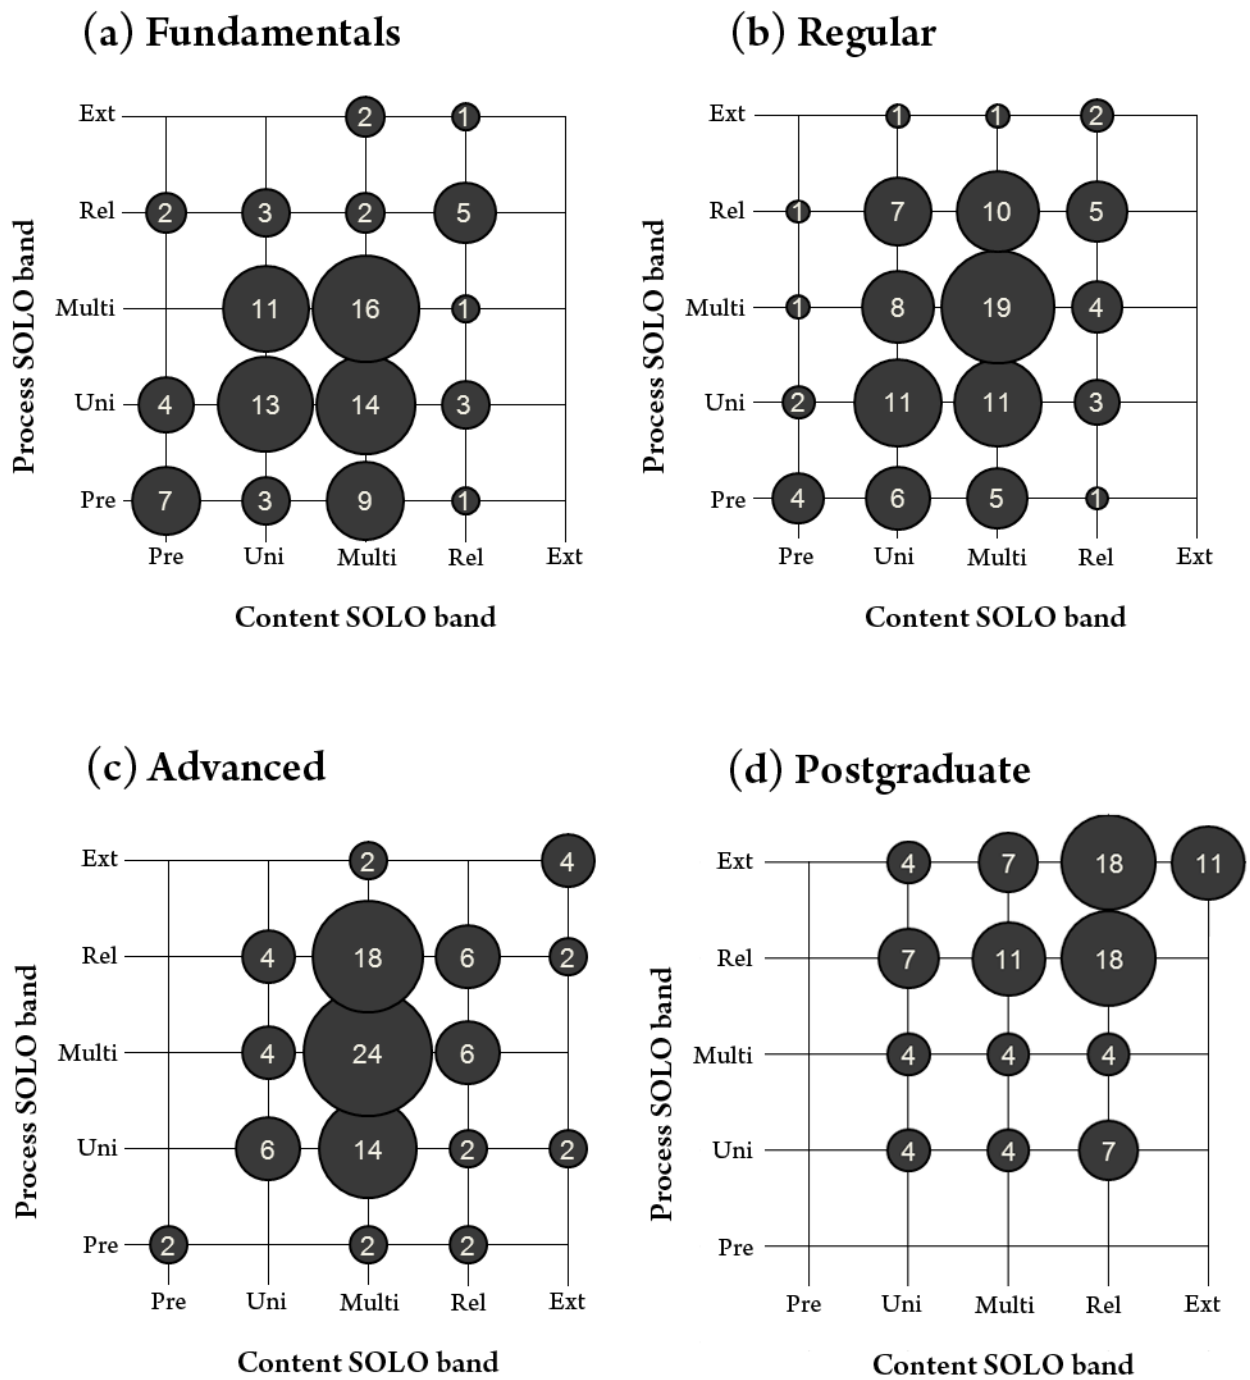 (a) Fundamentals
(b) Regular
Ext 2 1
Rel 2 3 2 5
Multi 11 16 1
Uni 4 13 14 3
Pre 7 3 9 1
Pre Uni Multi Rel Ext
Process SOLO band
Content SOLO band
Ext 1 1 2
Rel 1 7 10 5
Multi 1 8 19 4
Uni 2 11 11 3
Pre 4 6 5 1
Pre Uni Multi Rel Ext
Process SOLO band
Content SOLO band
(c) Advanced
(d) Postgraduate
Ext 2 4
Rel 4 18 6 2
Multi 4 24 6
Uni 6 14 2 2
Pre 2 2 2
Pre Uni Multi Rel Ext
Process SOLO band
Content SOLO band
Ext 4 7 18 11
Rel 7 11 18
Multi 4 4 4
Uni 4 4 7
Pre
Pre Uni Multi Rel Ext
Process SOLO band
Content SOLO band